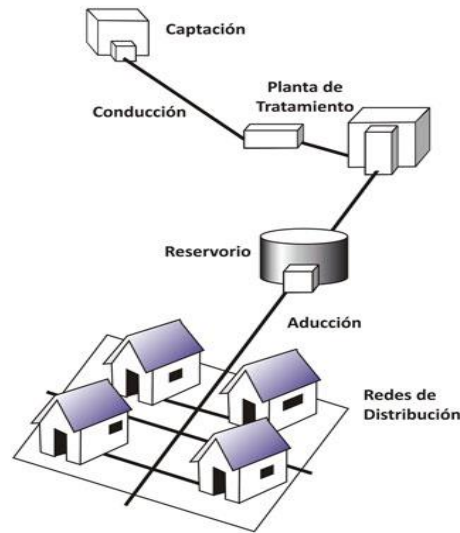 Captación
Conducción
Planta de
Tratamiento
Reservorio
Aducción
Redes de
Distribución